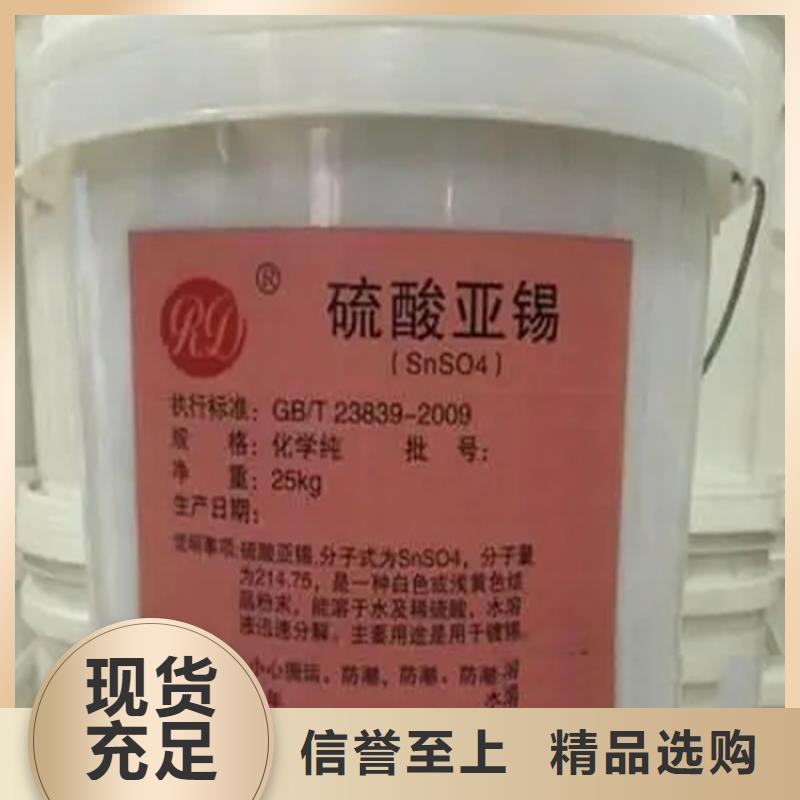 RD
®
硫酸亚锡
(SnSO4)
执行标准: GB/T 23839-2009
规 格: 化学纯 批 号:
净 重: 25kg
生产日期:
说明事项: 硫酸亚锡.分子式为SnSO4，分子量
为214.75，是一种白色或浅黄色结
晶粉末，能溶于水及稀硫酸，水溶
液迅速分解。主要用途是用于镀锡。
小心搬运、防潮、防潮、防潮
水溶
现货
充足
信誉至上 精品选购